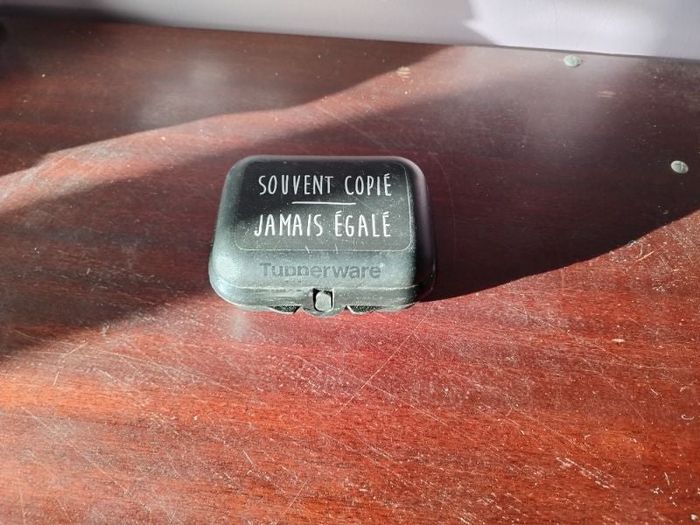 SOUVENT COPIÉ
JAMAIS ÉGALÉ
Tupperware